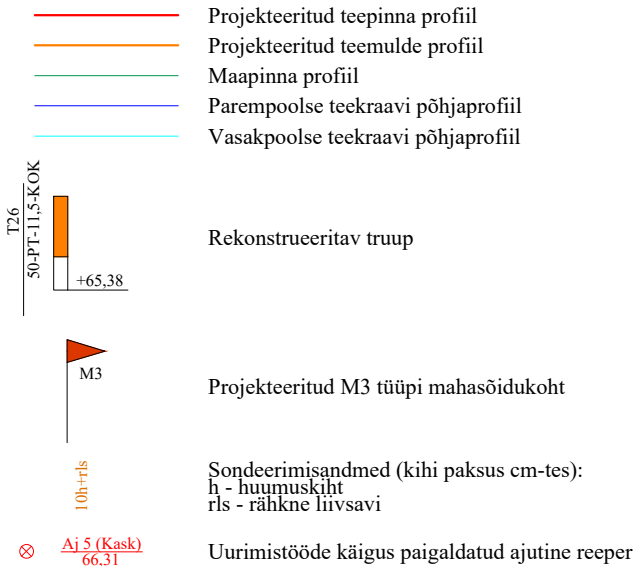 Projekteeritud teepinna profiil
Projekteeritud teemulde profiil
Maapinna profiil
Parempoolse teekraavi põhjaprofiil
Vasakpoolse teekraavi põhjaprofiil
T26
50-PT-11,5-KOK
+65,38
Rekonstrueeritav truup
M3
Projekteeritud M3 tüüpi mahasõidukoht
10h+rls
Sondeerimisandmed (kihi paksus cm-tes):
h - huumuskiht
rls - rähkne liivsavi
Aj 5 (Kask)
66,31
Uurimistööde käigus paigaldatud ajutine reeper